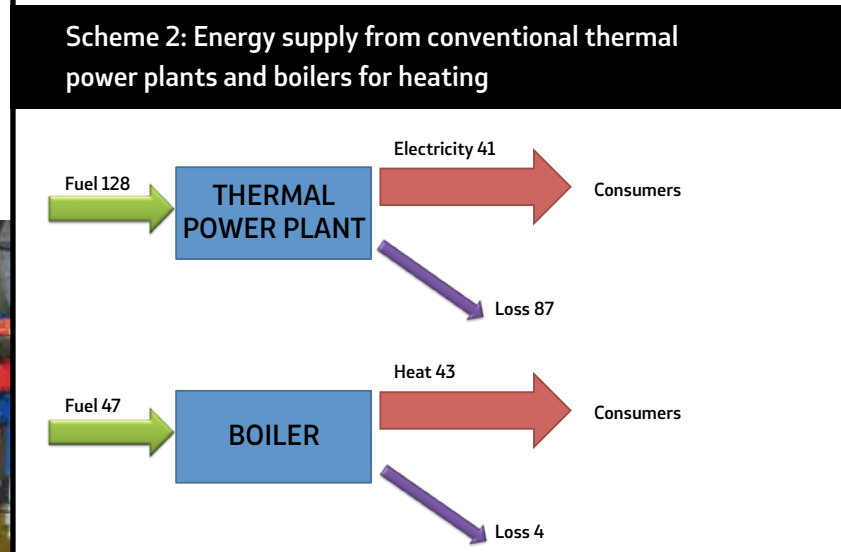 Scheme 2: Energy supply from conventional thermal
power plants and boilers for heating
Electricity 41
Fuel 128
THERMAL
POWER PLANT
Consumers
Loss 87
Heat 43
Fuel 47
BOILER
Consumers
Loss 4